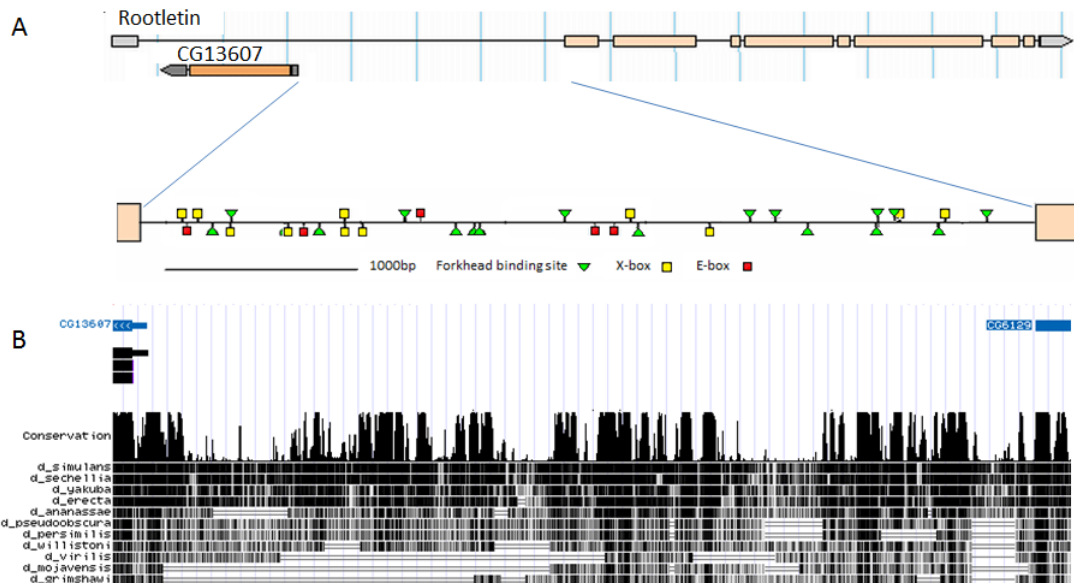 A
Rootletin
CG13607
1000bp Forkhead binding site X-box E-box
B
CG13607
CG6129
Conservation
d_simulans
d_sechellia
d_yakuba
d_erecta
d_ananassae
d_pseudoobscura
d_persimilis
d_willistoni
d_virilis
d_mojavensis
d_grimshawi